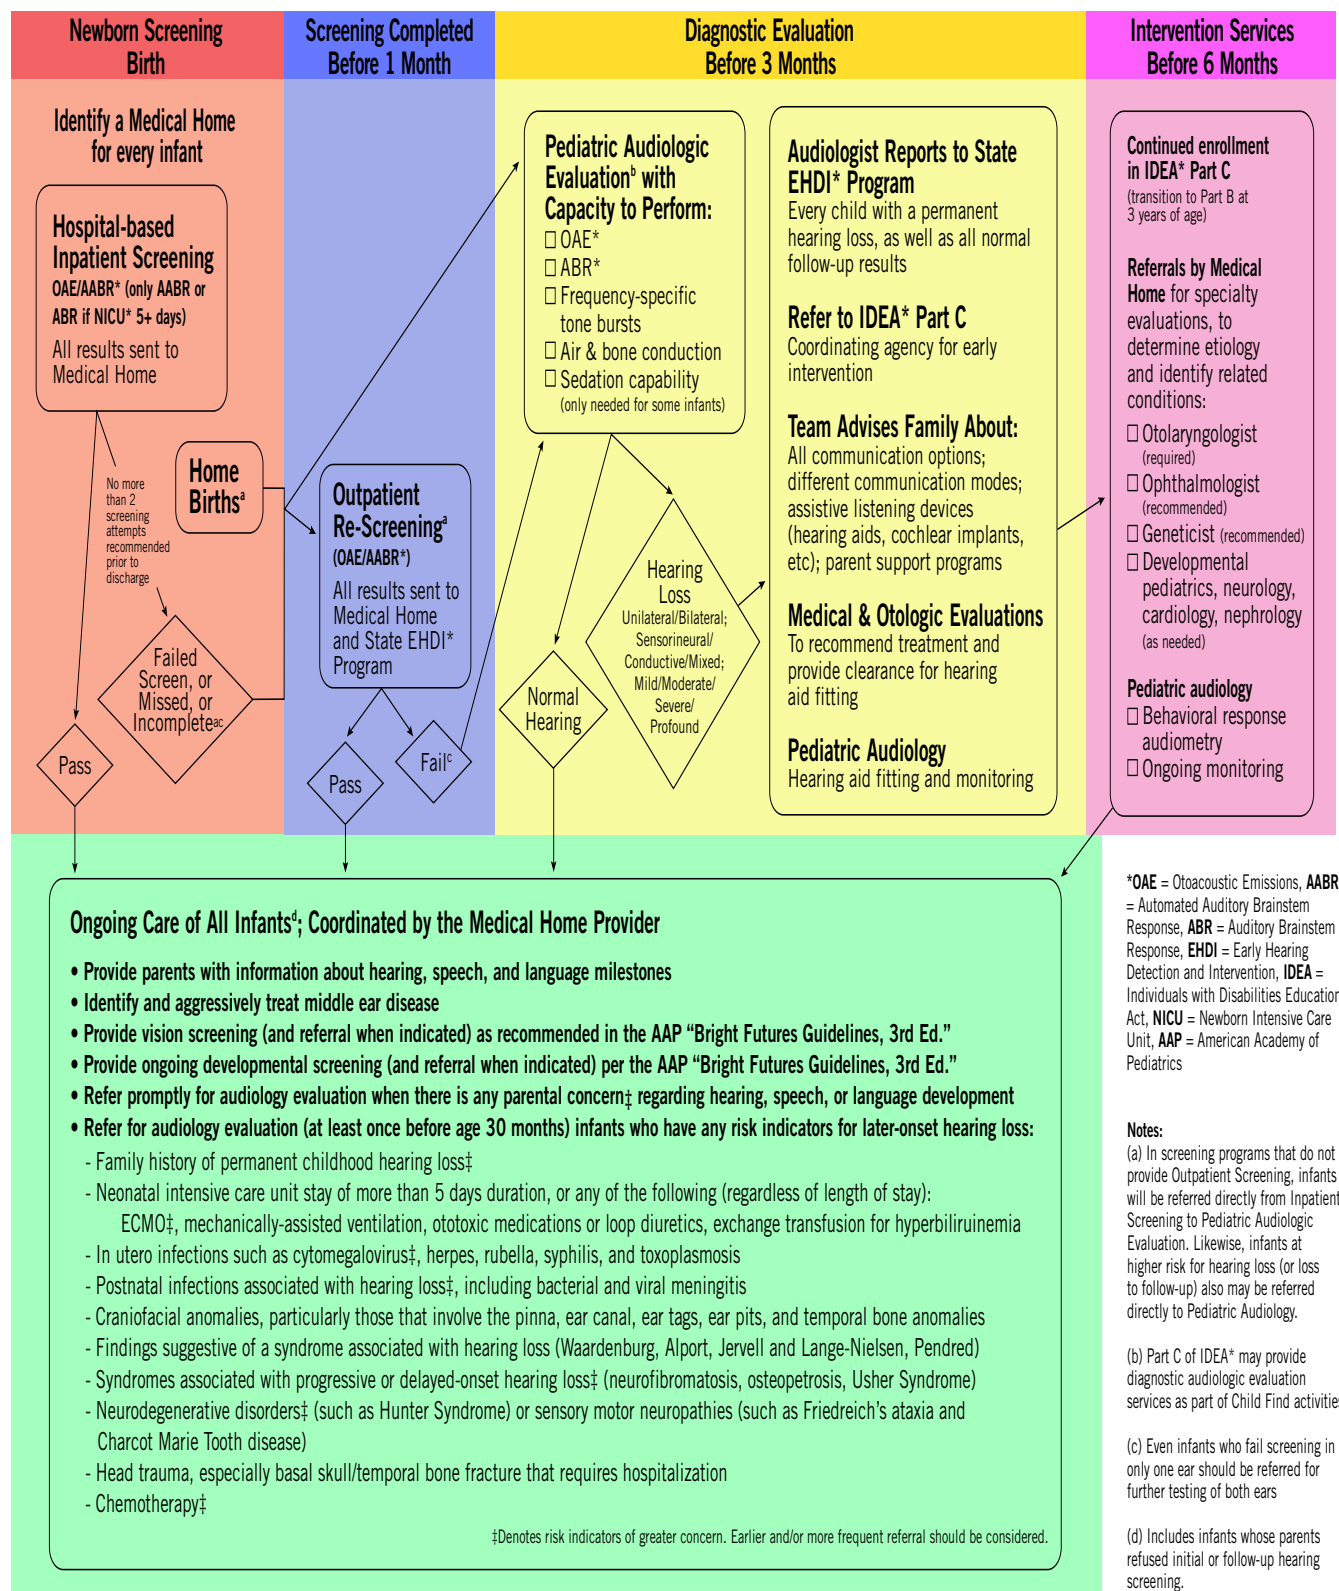 Newborn Screening
Birth
Screening Completed
Before 1 Month
Diagnostic Evaluation
Before 3 Months
Intervention Services
Before 6 Months
Identify a Medical Home
for every infant
Hospital-based
Inpatient Screening
OAE/AABR* (only AABR or
ABR if NICU* 5+ days)
All results sent to
Medical Home
No more
than 2
screening
attempts
recommended
prior to
discharge
Home
Birthsª
Failed
Screen, or
Missed, or
Incompleteac
Pass
Outpatient
Re-Screeningª
(OAE/AABR*)
All results sent to
Medical Home
and State EHDI*
Program
Pass
Failᶜ
Pediatric Audiologic
Evaluationᵇ with
Capacity to Perform:
☐ OAE*
☐ ABR*
☐ Frequency-specific
tone bursts
☐ Air & bone conduction
☐ Sedation capability
(only needed for some infants)
Normal
Hearing
Hearing
Loss
Unilateral/Bilateral;
Sensorineural/
Conductive/Mixed;
Mild/Moderate/
Severe/
Profound
Audiologist Reports to State
EHDI* Program
Every child with a permanent
hearing loss, as well as all normal
follow-up results
Refer to IDEA* Part C
Coordinating agency for early
intervention
Team Advises Family About:
All communication options;
different communication modes;
assistive listening devices
(hearing aids, cochlear implants,
etc); parent support programs
Medical & Otologic Evaluations
To recommend treatment and
provide clearance for hearing
aid fitting
Pediatric Audiology
Hearing aid fitting and monitoring
Continued enrollment
in IDEA* Part C
(transition to Part B at
3 years of age)
Referrals by Medical
Home for specialty
evaluations, to
determine etiology
and identify related
conditions:
☐ Otolaryngologist
(required)
☐ Ophthalmologist
(recommended)
☐ Geneticist (recommended)
☐ Developmental
pediatrics, neurology,
cardiology, nephrology
(as needed)
Pediatric audiology
☐ Behavioral response
audiometry
☐ Ongoing monitoring
Ongoing Care of All Infantsᵈ; Coordinated by the Medical Home Provider
• Provide parents with information about hearing, speech, and language milestones
• Identify and aggressively treat middle ear disease
• Provide vision screening (and referral when indicated) as recommended in the AAP “Bright Futures Guidelines, 3rd Ed.”
• Provide ongoing developmental screening (and referral when indicated) per the AAP “Bright Futures Guidelines, 3rd Ed.”
• Refer promptly for audiology evaluation when there is any parental concern‡ regarding hearing, speech, or language development
• Refer for audiology evaluation (at least once before age 30 months) infants who have any risk indicators for later-onset hearing loss:
- Family history of permanent childhood hearing loss‡
- Neonatal intensive care unit stay of more than 5 days duration, or any of the following (regardless of length of stay):
ECMO‡, mechanically-assisted ventilation, ototoxic medications or loop diuretics, exchange transfusion for hyperbiliruinemia
- In utero infections such as cytomegalovirus‡, herpes, rubella, syphilis, and toxoplasmosis
- Postnatal infections associated with hearing loss‡, including bacterial and viral meningitis
- Craniofacial anomalies, particularly those that involve the pinna, ear canal, ear tags, ear pits, and temporal bone anomalies
- Findings suggestive of a syndrome associated with hearing loss (Waardenburg, Alport, Jervell and Lange-Nielsen, Pendred)
- Syndromes associated with progressive or delayed-onset hearing loss‡ (neurofibromatosis, osteopetrosis, Usher Syndrome)
- Neurodegenerative disorders‡ (such as Hunter Syndrome) or sensory motor neuropathies (such as Friedreich’s ataxia and
Charcot Marie Tooth disease)
- Head trauma, especially basal skull/temporal bone fracture that requires hospitalization
- Chemotherapy‡
‡Denotes risk indicators of greater concern. Earlier and/or more frequent referral should be considered.
*OAE = Otoacoustic Emissions, AABR
= Automated Auditory Brainstem
Response, ABR = Auditory Brainstem
Response, EHDI = Early Hearing
Detection and Intervention, IDEA =
Individuals with Disabilities Education
Act, NICU = Newborn Intensive Care
Unit, AAP = American Academy of
Pediatrics
Notes:
(a) In screening programs that do not
provide Outpatient Screening, infants
will be referred directly from Inpatient
Screening to Pediatric Audiologic
Evaluation. Likewise, infants at
higher risk for hearing loss (or loss
to follow-up) also may be referred
directly to Pediatric Audiology.
(b) Part C of IDEA* may provide
diagnostic audiologic evaluation
services as part of Child Find activities
(c) Even infants who fail screening in
only one ear should be referred for
further testing of both ears
(d) Includes infants whose parents
refused initial or follow-up hearing
screening.